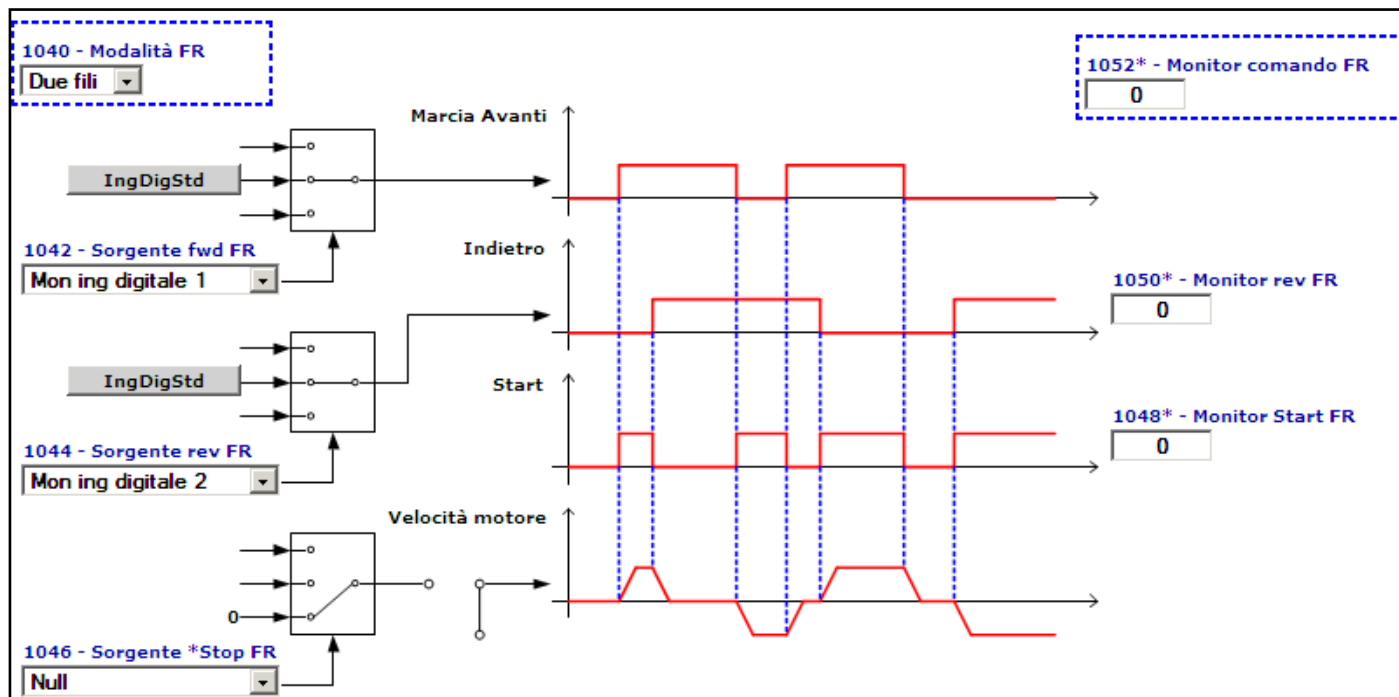 1040 - Modalità FR
Due fili
1052* - Monitor comando FR
0
Marcia Avanti
IngDigStd
1042 - Sorgente fwd FR
Mon ing digitale 1
Indietro
1050* - Monitor rev FR
0
IngDigStd
Start
1048* - Monitor Start FR
0
1044 - Sorgente rev FR
Mon ing digitale 2
Velocità motore
0
1046 - Sorgente *Stop FR
Null